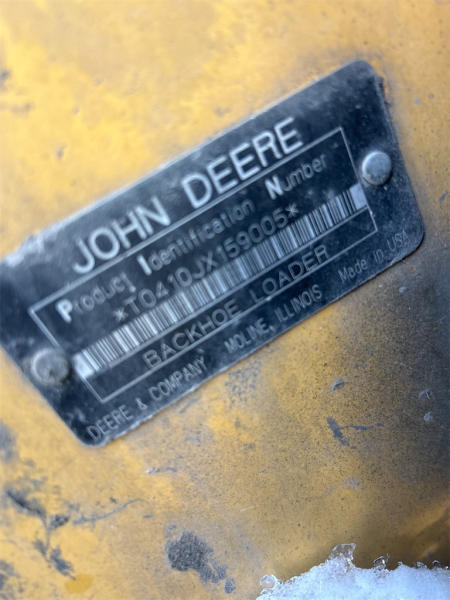 JOHN DEERE
Product Identification Number
*T0410JX159005*
BACKHOE LOADER
DEERE & COMPANY MOLINE, ILLINOIS Made in USA